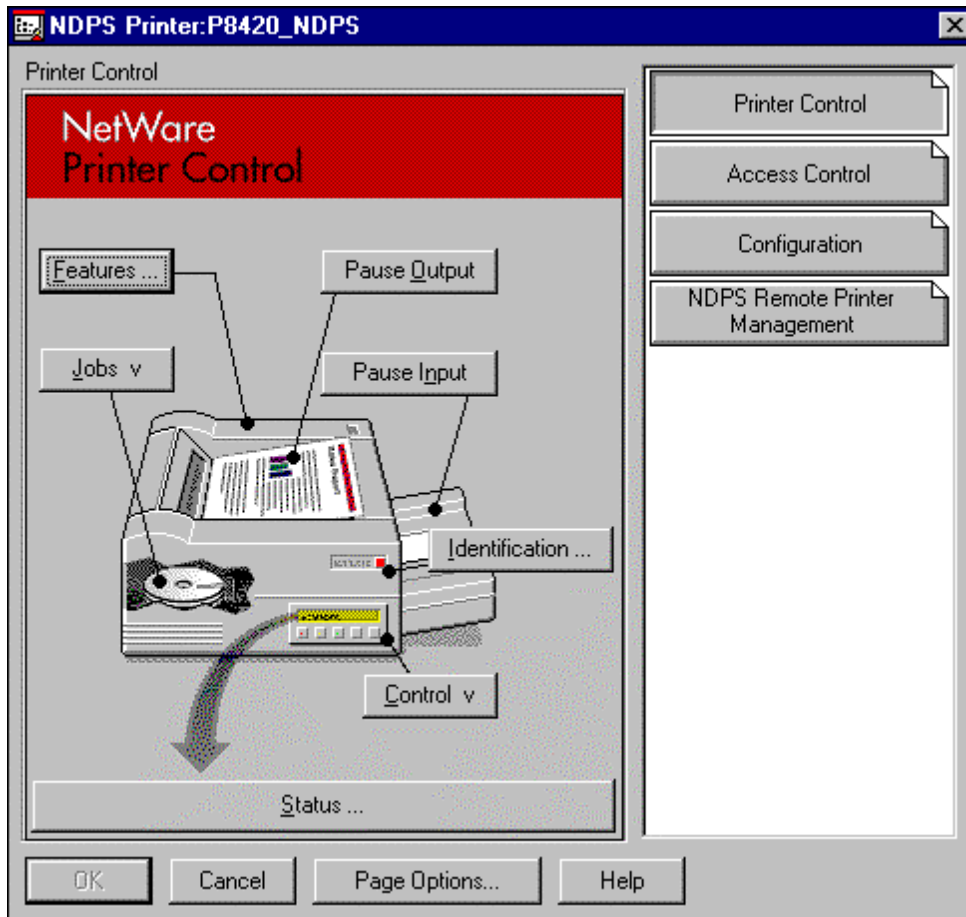 NDPS Printer:P8420_NDPS
Printer Control
NetWare
Printer Control
Features ...
Pause Output
Jobs v
Pause Input
Identification ...
Control v
Status ...
Printer Control
Access Control
Configuration
NDPS Remote Printer
Management
OK
Cancel
Page Options...
Help